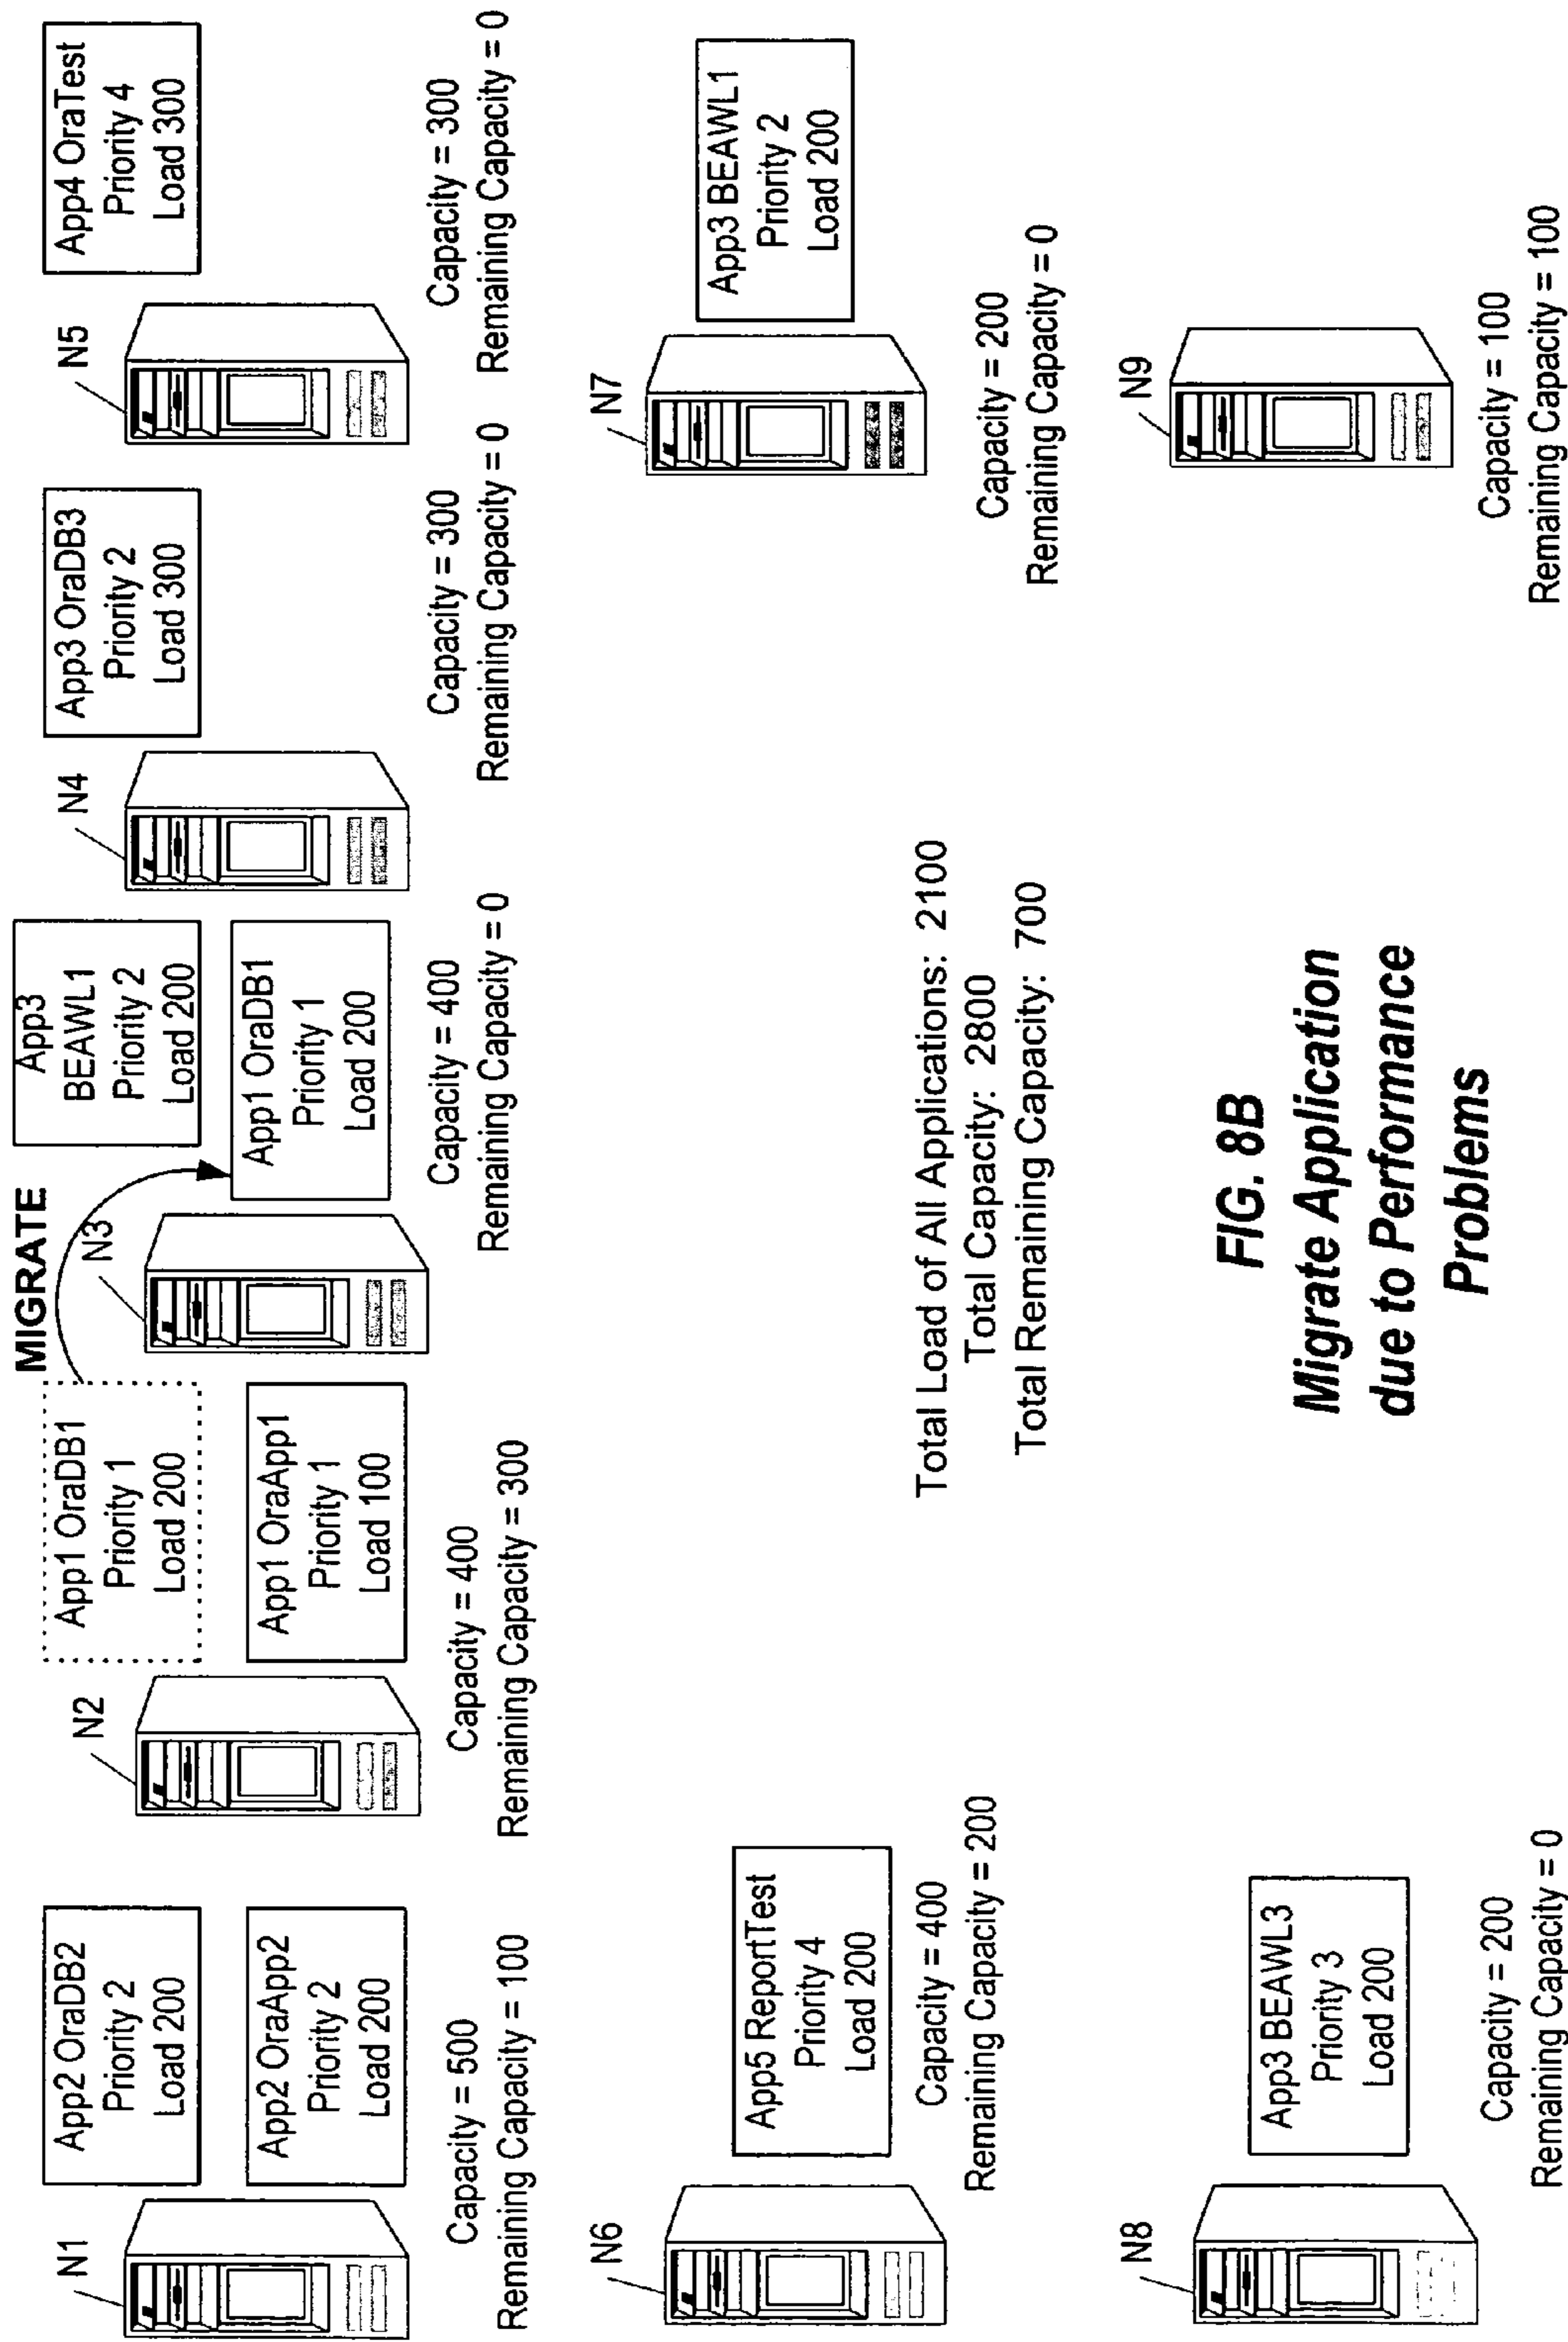 N1
App2 OraDB2
Priority 2
Load 200
App2 OraApp2
Priority 2
Load 200
Capacity = 500
Remaining Capacity = 100
N2
App1 OraDB1
Priority 1
Load 200
App1 OraApp1
Priority 1
Load 100
Capacity = 400
Remaining Capacity = 300
MIGRATE
N3
App3
BEAWL1
Priority 2
Load 200
App1 OraDB1
Priority 1
Load 200
Capacity = 400
Remaining Capacity = 0
N4
App3 OraDB3
Priority 2
Load 300
Capacity = 300
Remaining Capacity = 0
N5
App4 OraTest
Priority 4
Load 300
Capacity = 300
Remaining Capacity = 0
N6
App5 ReportTest
Priority 4
Load 200
Capacity = 400
Remaining Capacity = 200
N7
App3 BEAWL1
Priority 2
Load 200
Capacity = 200
Remaining Capacity = 0
Total Load of All Applications: 2100
Total Capacity: 2800
Total Remaining Capacity: 700
N8
App3 BEAWL3
Priority 3
Load 200
Capacity = 200
Remaining Capacity = 0
N9
Capacity = 100
Remaining Capacity = 100
FIG. 8B
Migrate Application
due to Performance
Problems